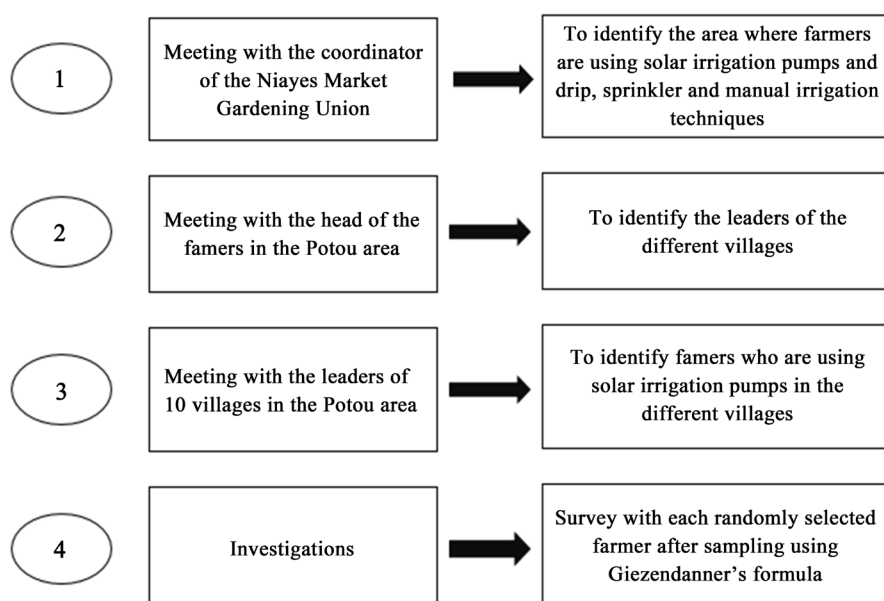 1
Meeting with the coordinator
of the Niayes Market
Gardening Union
To identify the area where farmers
are using solar irrigation pumps and
drip, sprinkler and manual irrigation
techniques
2
Meeting with the head of the
famers in the Potou area
To identify the leaders of the
different villages
3
Meeting with the leaders of
10 villages in the Potou area
To identify famers who are using
solar irrigation pumps in the
different villages
4
Investigations
Survey with each randomly selected
farmer after sampling using
Giezendanner’s formula